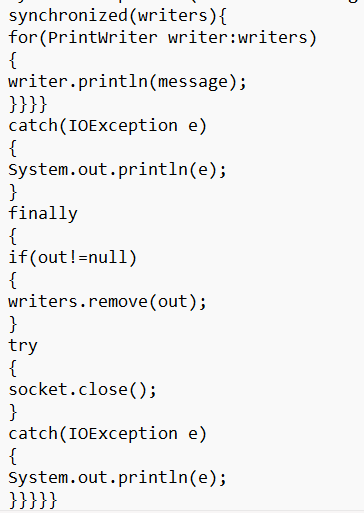 synchronized(writers){
for(PrintWriter writer:writers)
{
writer.println(message);
}}}}
catch(IOException e)
{
System.out.println(e);
}
finally
{
if(out!=null)
{
writers.remove(out);
}
try
{
socket.close();
}
catch(IOException e)
{
System.out.println(e);
}}}}}